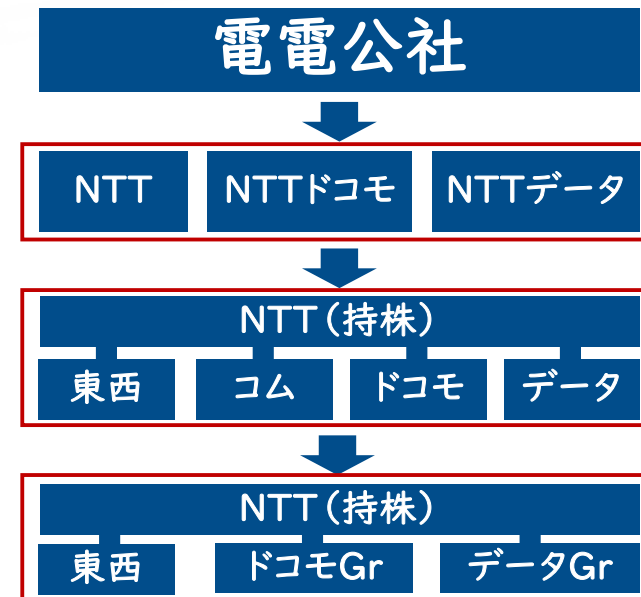 電電公社
NTT NTTドコモ NTTデータ
NTT(持株)
東西 コム ドコモ データ
NTT(持株)
東西 ドコモGr データGr